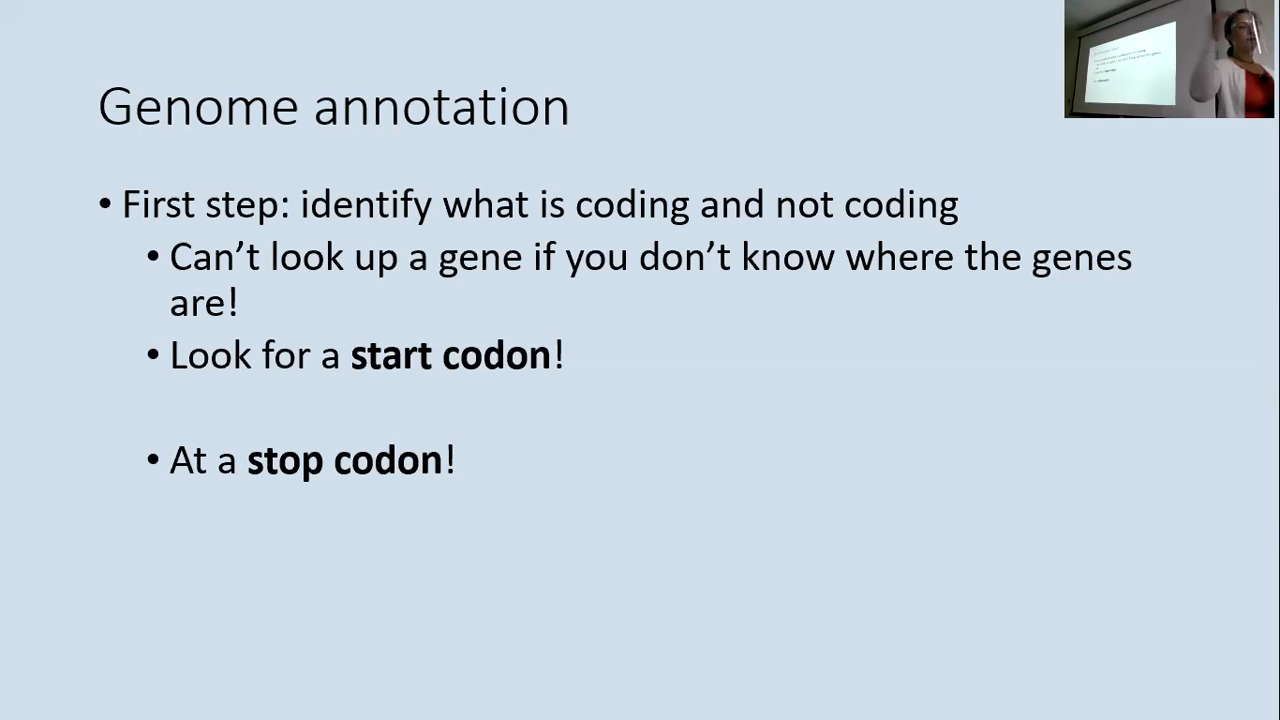 Genome annotation
• First step: identify what is coding and not coding
• Can’t look up a gene if you don’t know where the genes
are!
• Look for a start codon!
• At a stop codon!